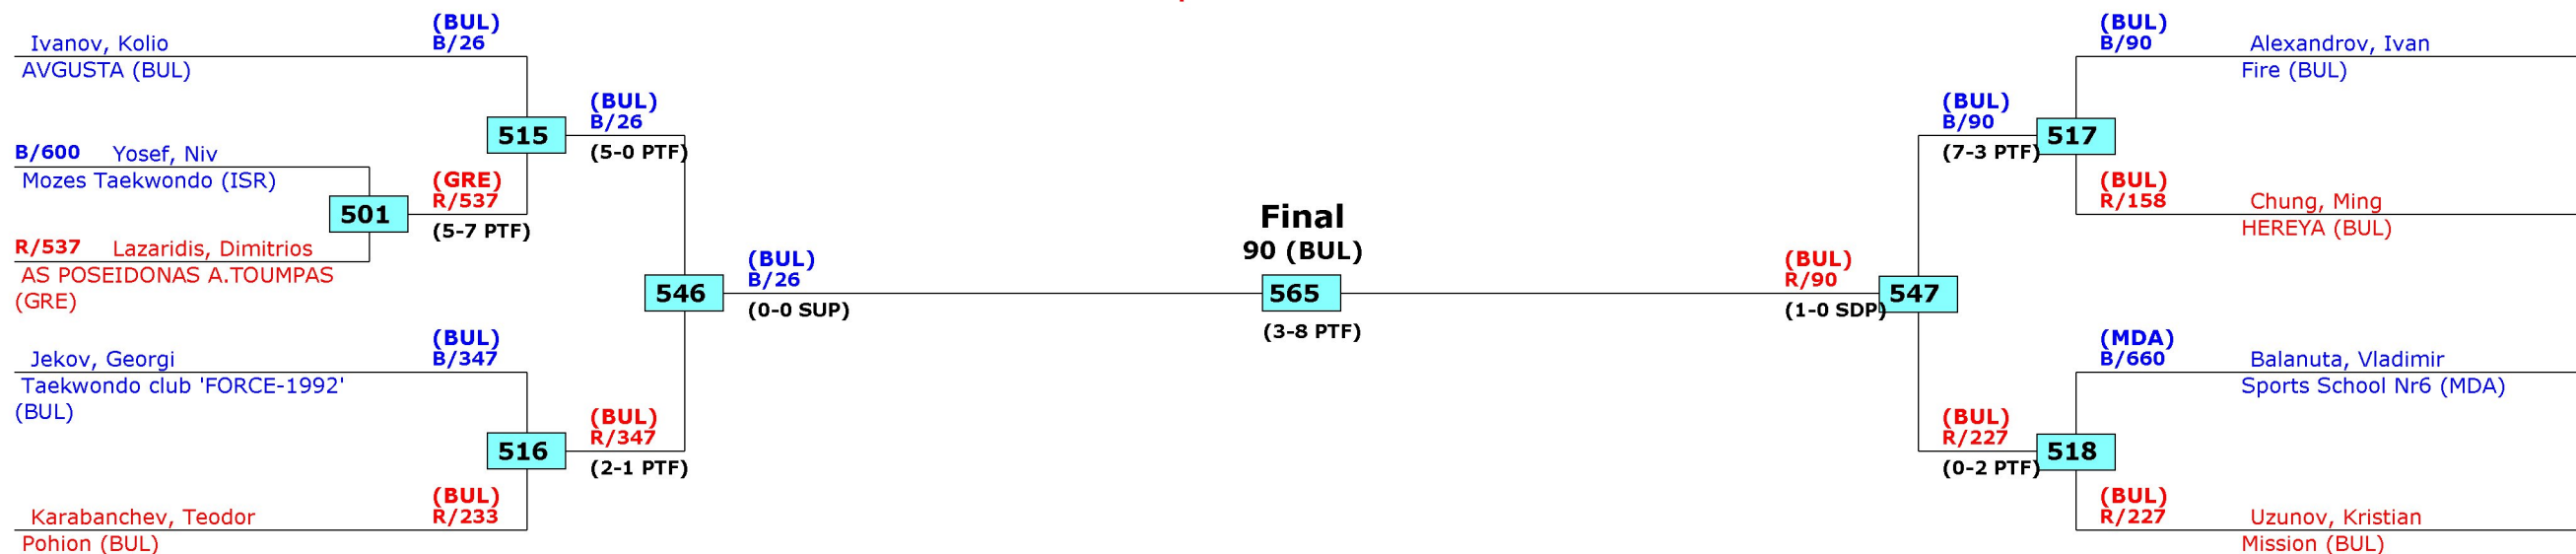 (BUL)
Ivanov, Kolio B/26
AVGUSTA (BUL)
B/600 Yosef, Niv
Mozes Taekwondo (ISR)
501
R/537 Lazaridis, Dimitrios
AS POSEIDONAS A.TOUMPAS
(GRE)
(GRE)
R/537
(5-7 PTF)
515
(BUL)
B/26
(5-0 PTF)
(BUL)
Jekov, Georgi B/347
Taekwondo club 'FORCE-1992'
(BUL)
516
(BUL)
Karabanchev, Teodor R/233
Pohion (BUL)
(BUL)
R/347
(2-1 PTF)
546
(BUL)
B/26
(0-0 SUP)
Final
90 (BUL)
565
(3-8 PTF)
(BUL)
R/90
(1-0 SDP)
547
(BUL)
B/90
(7-3 PTF)
517
(BUL)
B/90 Alexandrov, Ivan
Fire (BUL)
(BUL)
R/158 Chung, Ming
HEREYA (BUL)
(BUL)
R/227
(0-2 PTF)
518
(MDA)
B/660 Balanuta, Vladimir
Sports School Nr6 (MDA)
(BUL)
R/227 Uzunov, Kristian
Mission (BUL)